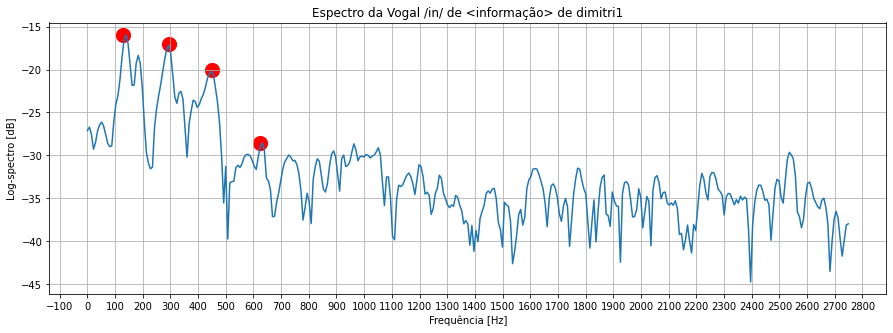 Espectro da Vogal /in/ de <informação> de dimitri1
Log-spectro [dB]
−15
−20
−25
−30
−35
−40
−45
−100 0 100 200 300 400 500 600 700 800 900 1000 1100 1200 1300 1400 1500 1600 1700 1800 1900 2000 2100 2200 2300 2400 2500 2600 2700 2800
Frequência [Hz]